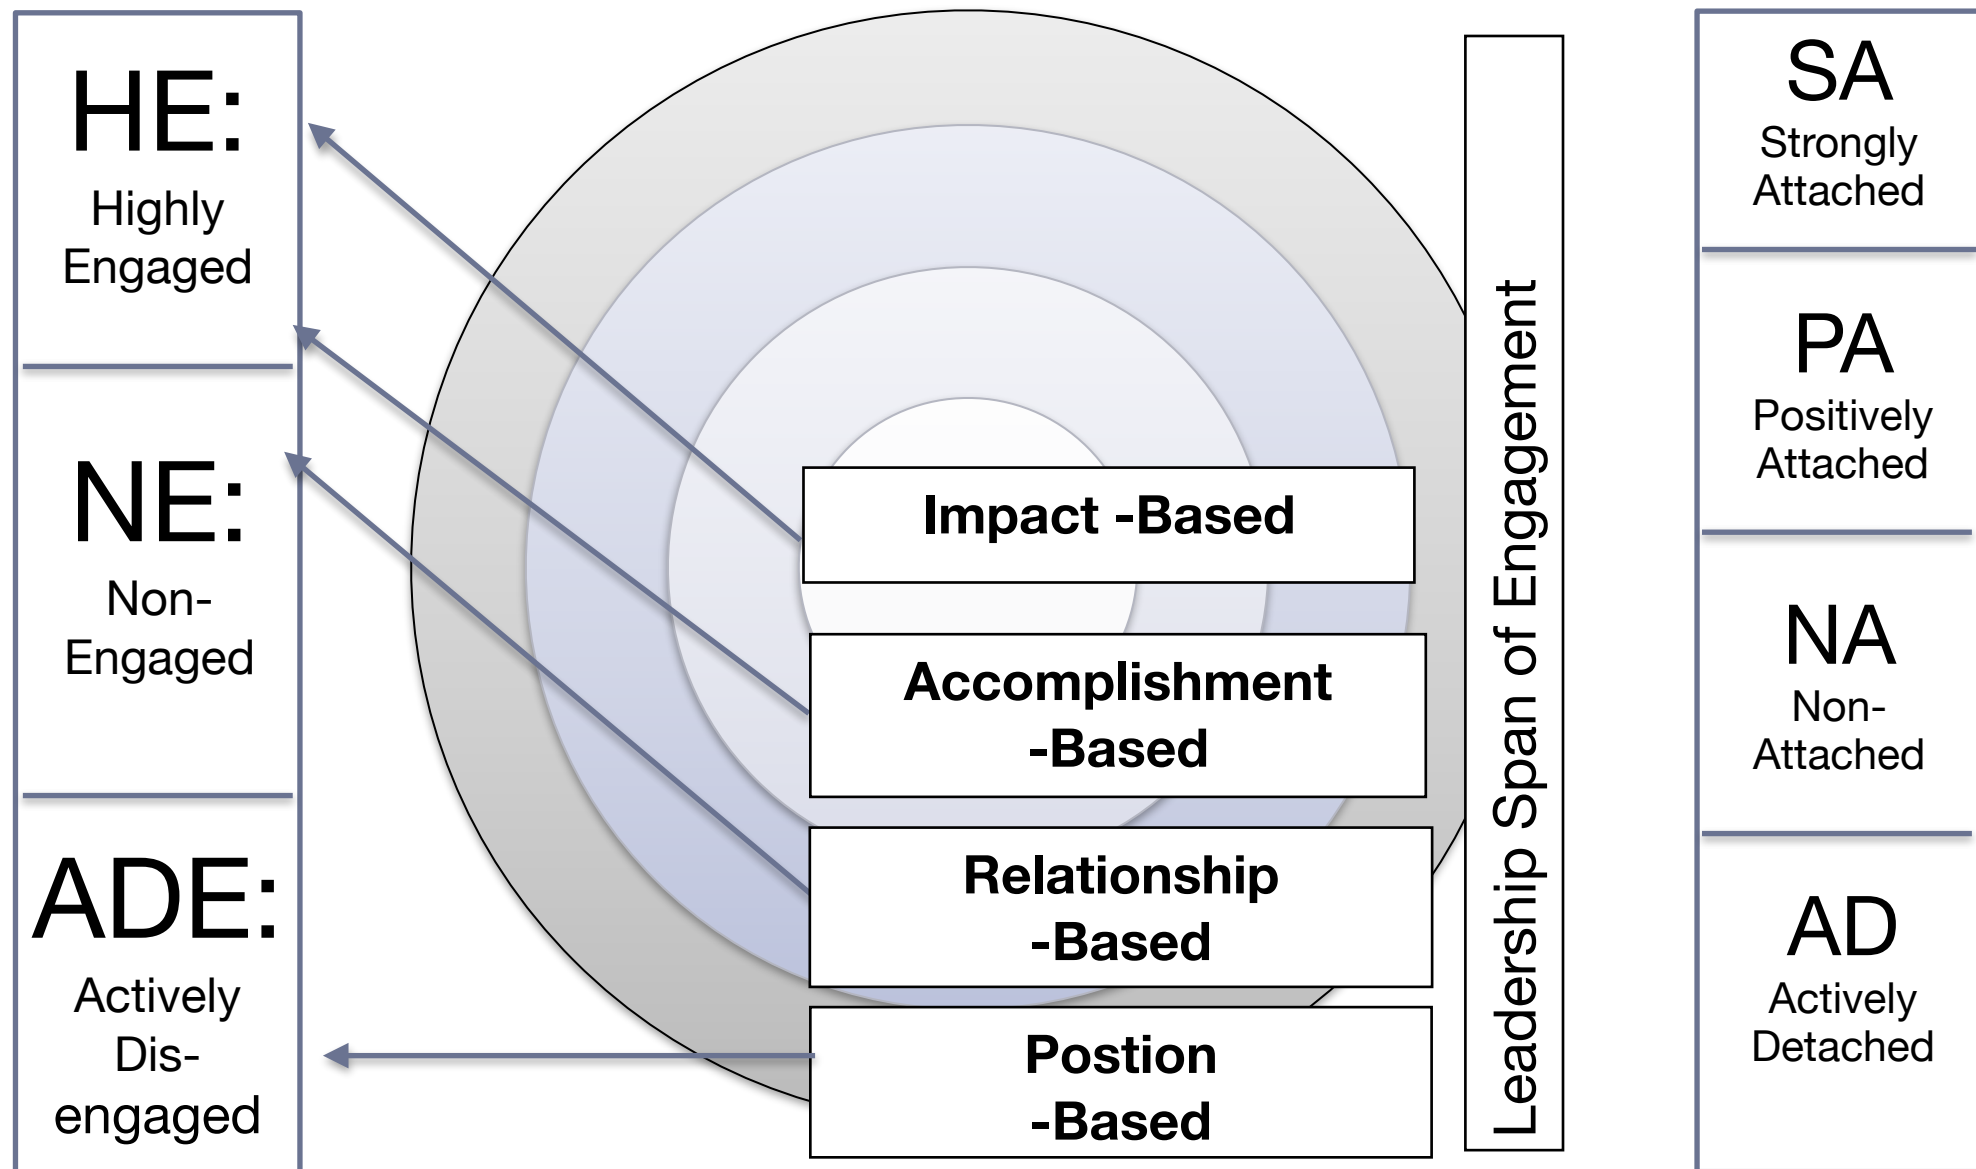 HE:
Highly
Engaged
NE:
Non-
Engaged
ADE:
Actively
Dis-
engaged
Impact -Based
Accomplishment
-Based
Relationship
-Based
Postion
-Based
Leadership Span of Engagement
SA
Strongly
Attached
PA
Positively
Attached
NA
Non-
Attached
AD
Actively
Detached